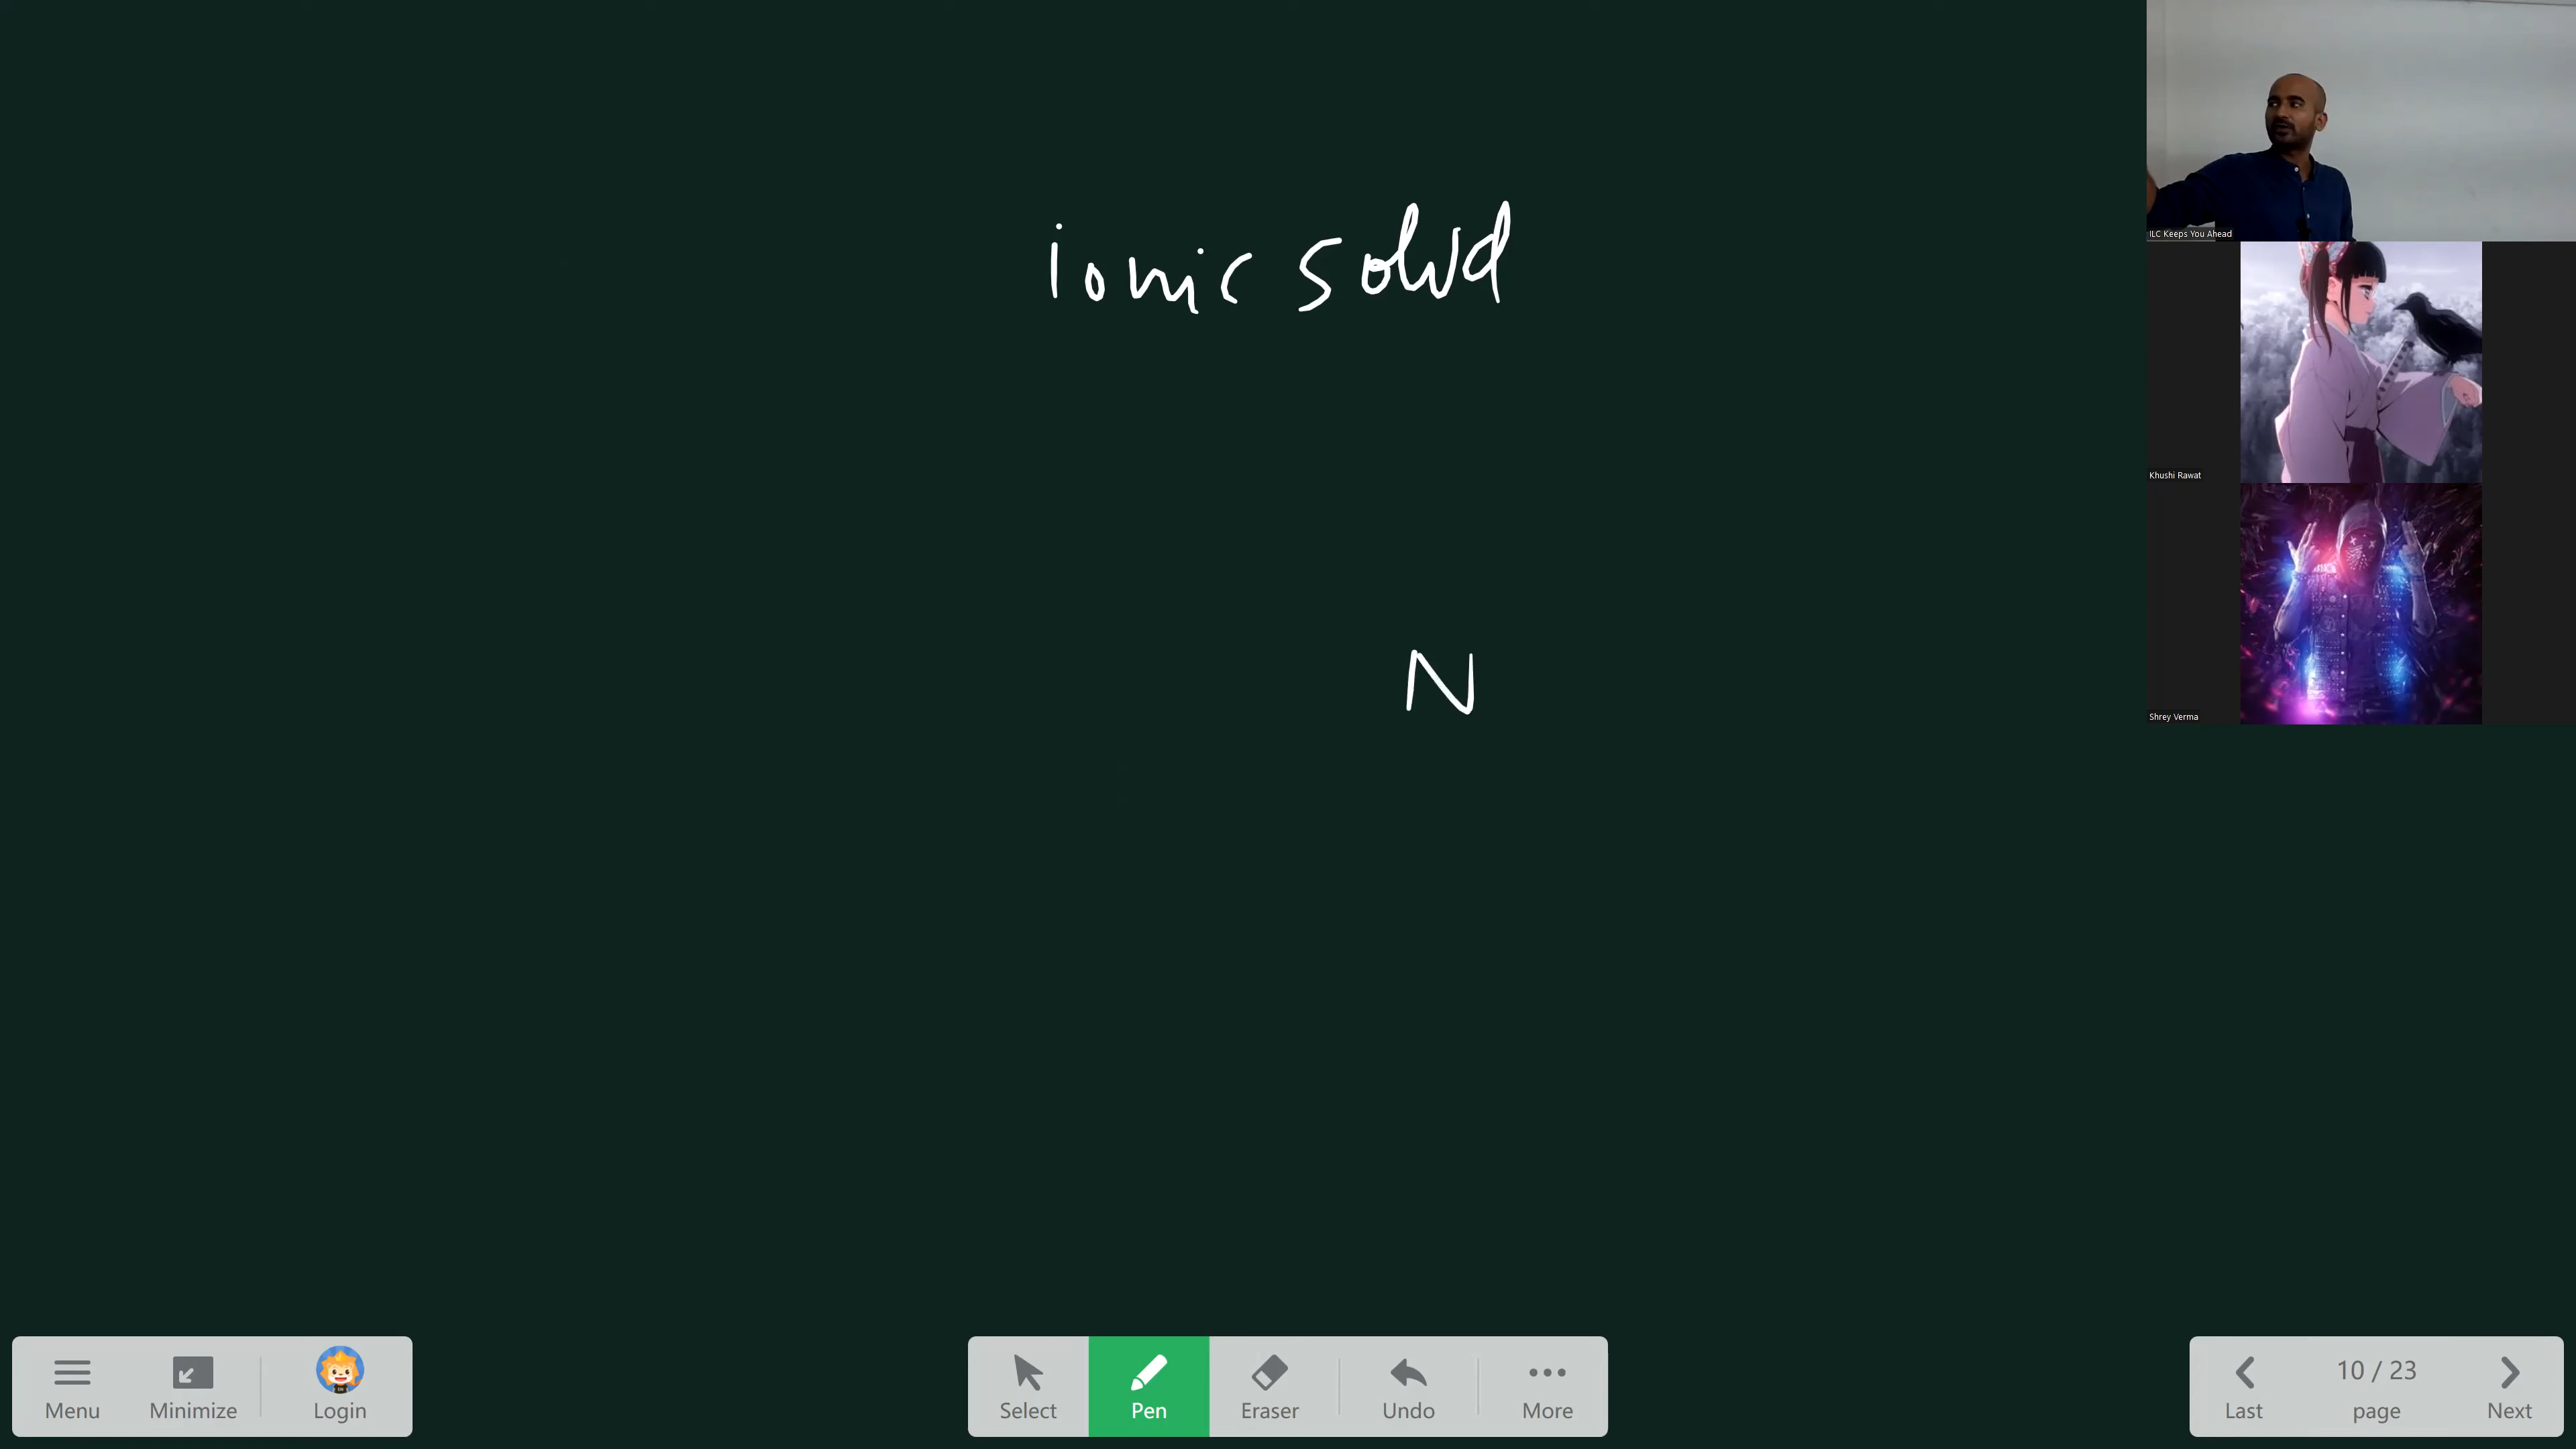 ionic solid
N
ILC Keeps You Ahead
Khushi Rawat
Shrey Verma
Menu Minimize Login Select Pen Eraser Undo More Last 10 / 23 page Next